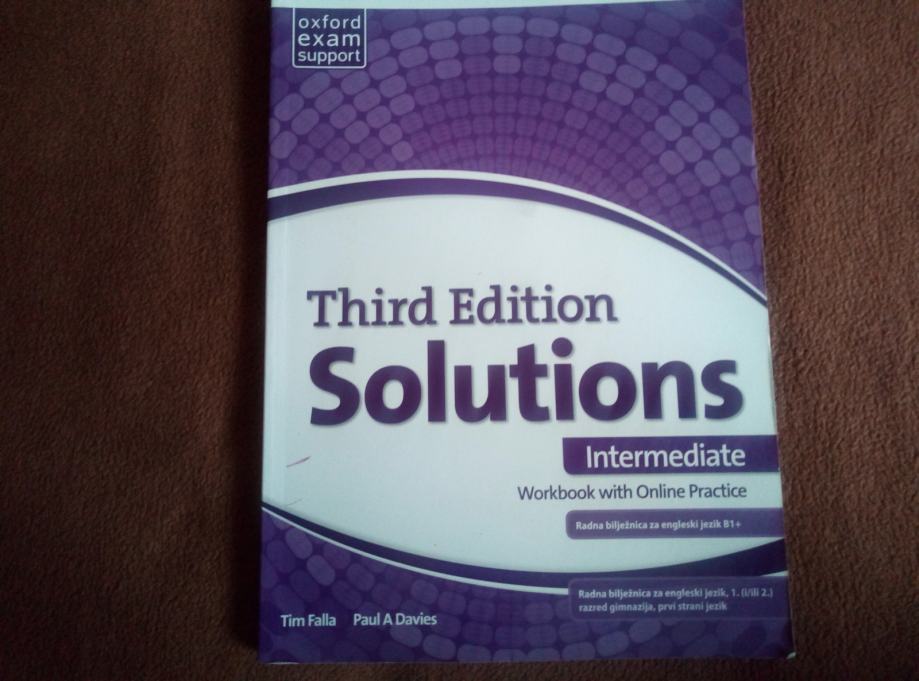 oxford
exam
support
Third Edition
Solutions
Intermediate
Workbook with Online Practice
Radna bilježnica za engleski jezik B1+
Radna bilježnica za engleski jezik, 1. (i/ili 2.)
razred gimnazija, prvi strani jezik
Tim Falla Paul A Davies